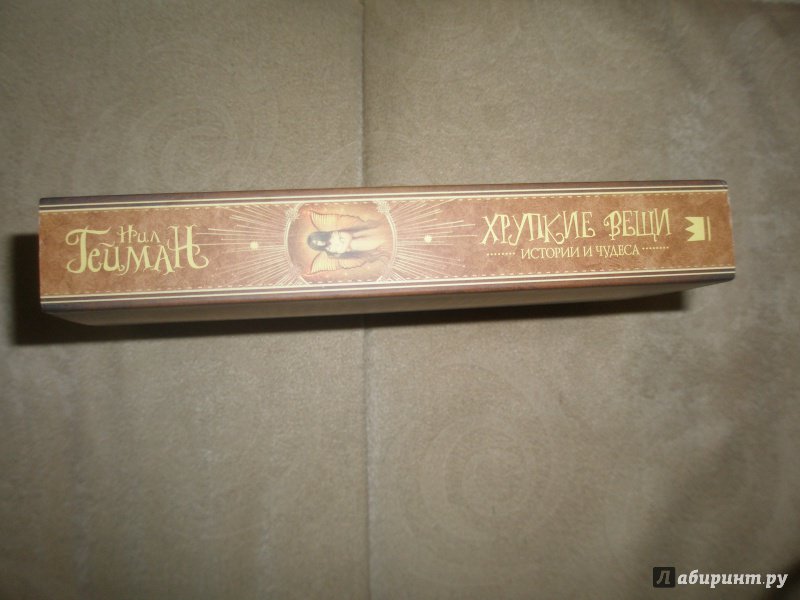 Нил
Гейман
ХРУПКИЕ ВЕЩИ
ИСТОРИИ И ЧУДЕСА
Лабиринт.ру